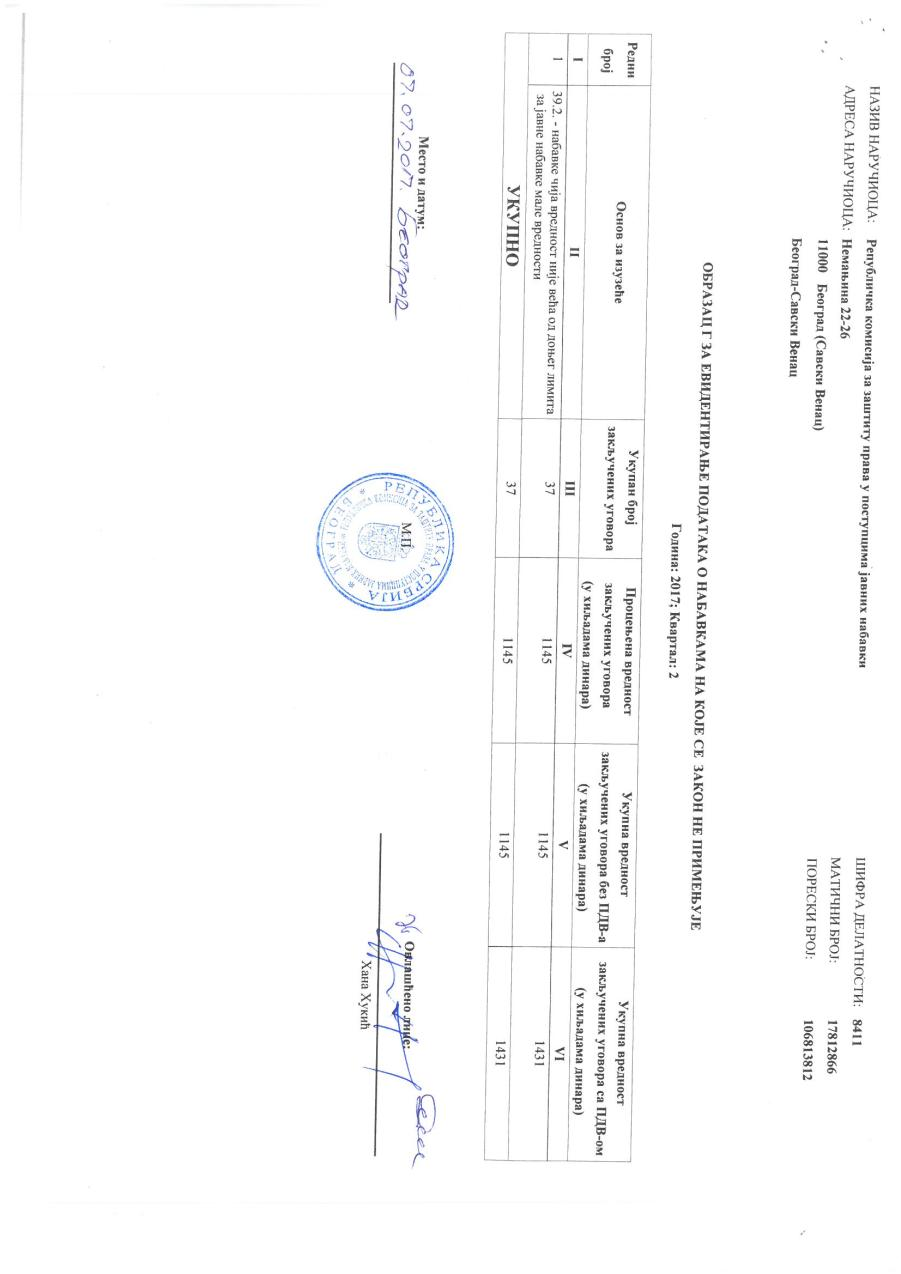 НАЗИВ НАРУЧИОЦА: Републичка комисија за заштиту права у поступцима јавних набавки
АДРЕСА НАРУЧИОЦА: Немањина 22-26
11000 Београд (Савски Венац)
Београд-Савски Венац
ШИФРА ДЕЛАТНОСТИ: 8411
МАТИЧНИ БРОЈ: 17812866
ПОРЕСКИ БРОЈ: 106813812
ОБРАЗАЦ Г ЗА ЕВИДЕНТИРАЊЕ ПОДАТАКА О НАБАВКАМА НА КОЈЕ СЕ ЗАКОН НЕ ПРИМЕЊУЈЕ
Година: 2017; Квартал: 2
Редни број
Основ за изузеће
Укупан број закључених уговора
Процењена вредност закључених уговора (у хиљадама динара)
Укупна вредност закључених уговора без ПДВ-а (у хиљадама динара)
Укупна вредност закључених уговора са ПДВ-ом (у хиљадама динара)
I II III IV V VI
1 39.2. - набавке чија вредност није већа од доњег лимита за јавне набавке мале вредности 37 1145 1145 1431
УКУПНО 37 1145 1145 1431
Место и датум:
07.07.2017. Београд
М.П.
РЕПУБЛИКА СРБИЈА
БЕОГРАД
Овлашћено лице:
Хана Хукић